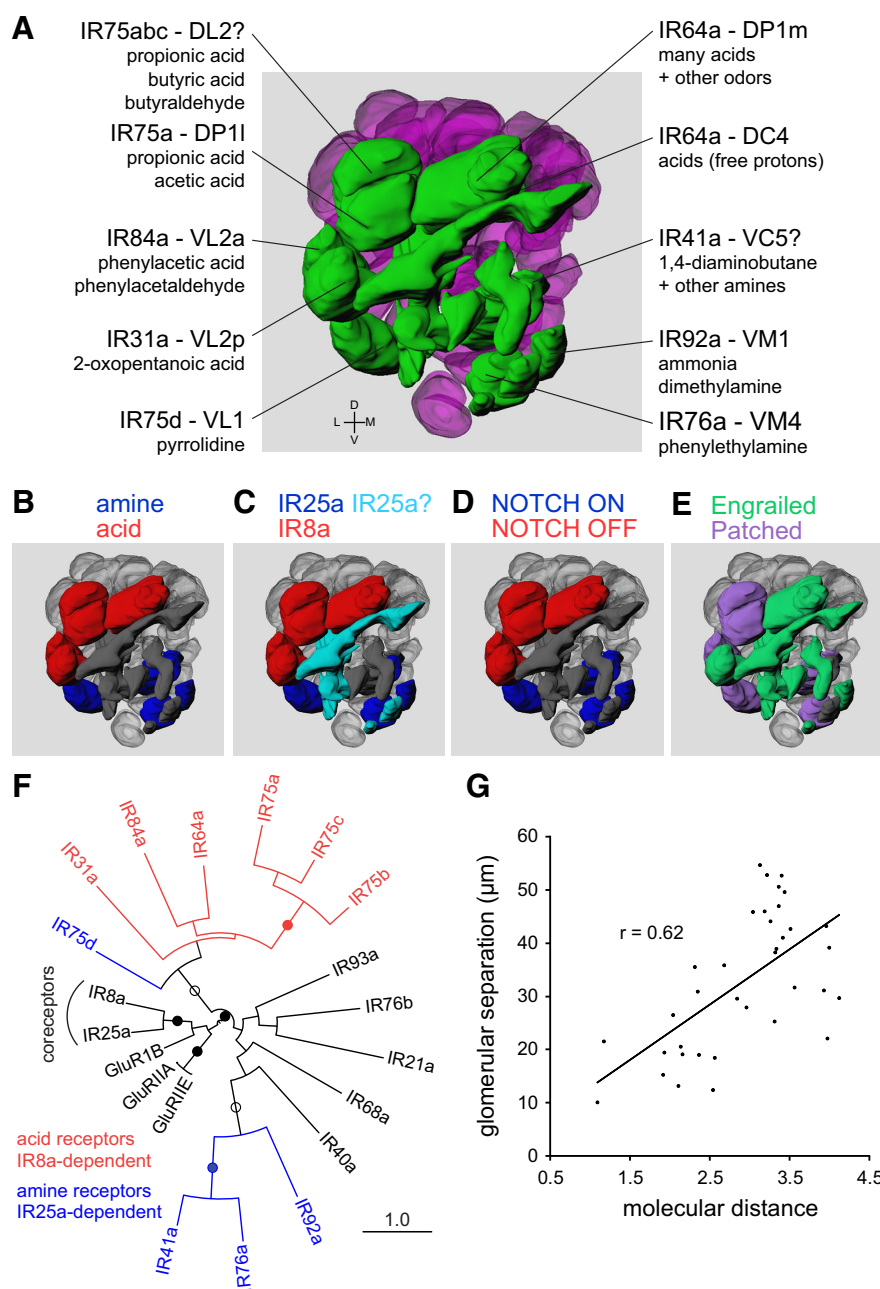 A
IR75abc - DL2?
propionic acid
butyric acid
butyraldehyde
IR75a - DP1l
propionic acid
acetic acid
IR84a - VL2a
phenylacetic acid
phenylacetaldehyde
IR31a - VL2p
2-oxopentanoic acid
IR75d - VL1
pyrrolidine
IR64a - DP1m
many acids
+ other odors
IR64a - DC4
acids (free protons)
IR41a - VC5?
1,4-diaminobutane
+ other amines
IR92a - VM1
ammonia
dimethylamine
IR76a - VM4
phenylethylamine
D
L M
V
B
amine
acid
C
IR25a IR25a?
IR8a
D
NOTCH ON
NOTCH OFF
E
Engrailed
Patched
F
IR31a
IR84a
IR64a
IR75a
IR75c
IR75b
IR75d
coreceptors
IR8a
IR25a
GluR1B
GluRIIA
GluRIIE
IR93a
IR76b
IR21a
IR68a
IR40a
IR92a
IR76a
IR41a
acid receptors
IR8a-dependent
amine receptors
IR25a-dependent
1.0
G
glomerular separation (µm)
60
50
40
30
20
10
0
r = 0.62
0.5 1.5 2.5 3.5 4.5
molecular distance